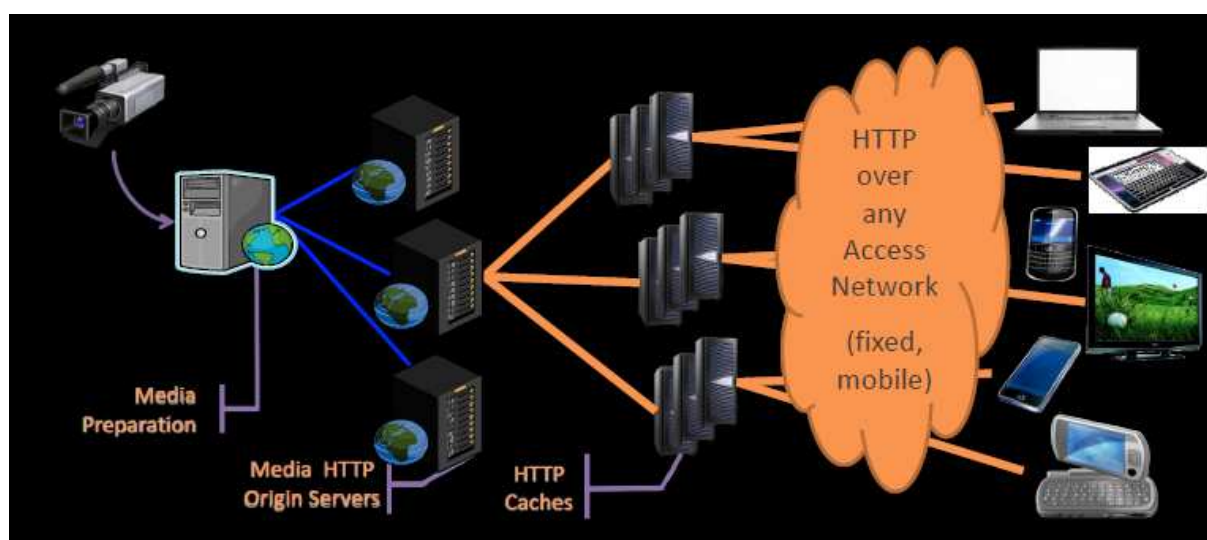 Media
Preparation
Media HTTP
Origin Servers
HTTP
Caches
HTTP
over
any
Access
Network
(fixed,
mobile)